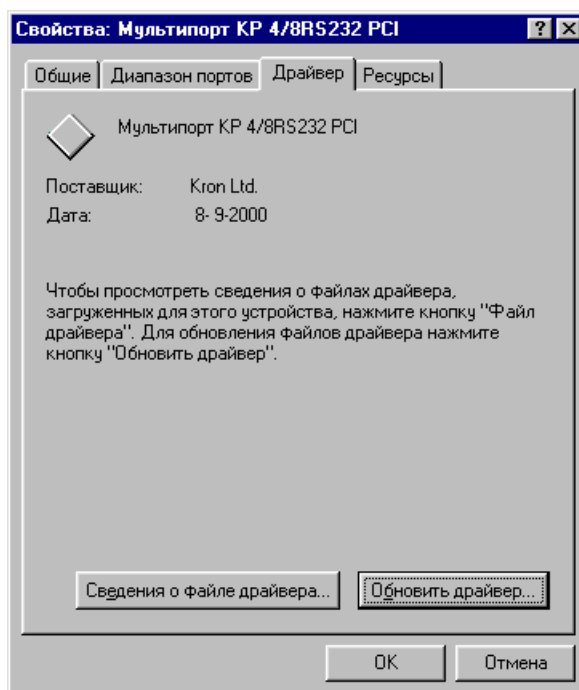 Свойства: Мультипорт KP 4/8RS232 PCI
? ×
Общие Диапазон портов Драйвер Ресурсы
Мультипорт KP 4/8RS232 PCI
Поставщик: Kron Ltd.
Дата: 8- 9-2000
Чтобы просмотреть сведения о файлах драйвера,
загруженных для этого устройства, нажмите кнопку "Файл
драйвера". Для обновления файлов драйвера нажмите
кнопку "Обновить драйвер".
Сведения о файле драйвера... Обновить драйвер...
OK Отмена